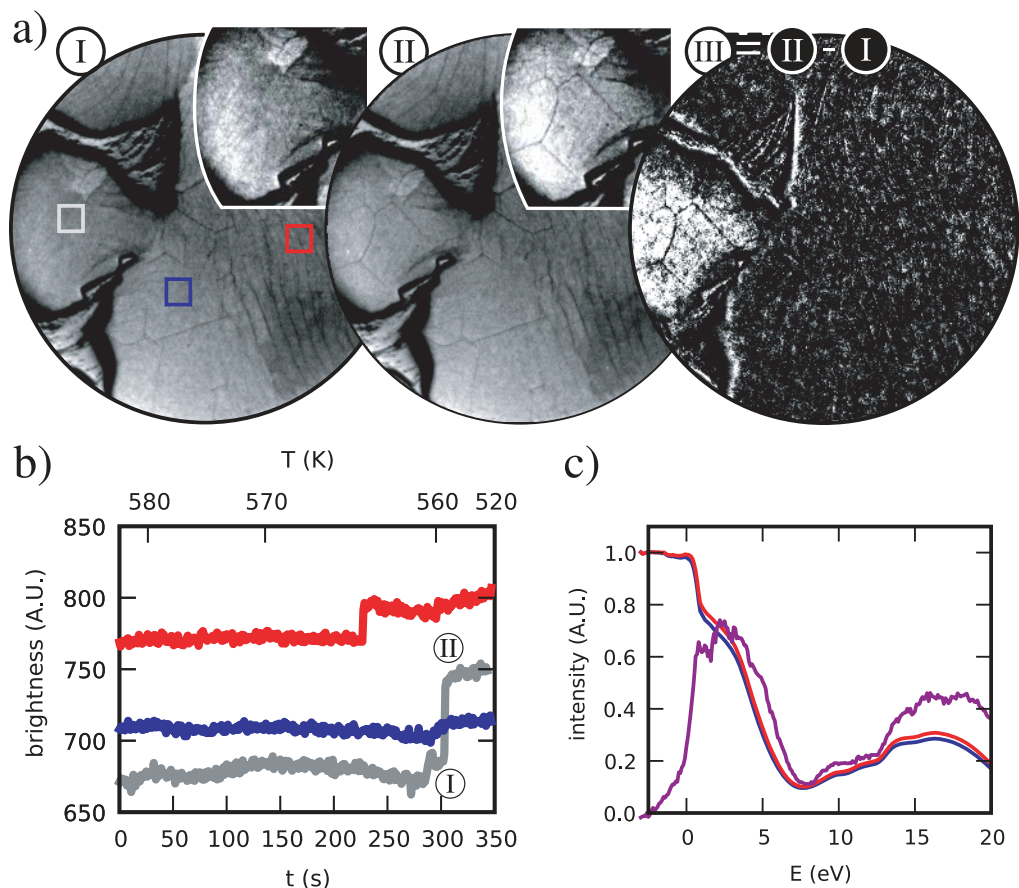 a)
I
II
III ≡ II - I
b)
T (K)
580 570 560 520
850
800
750
700
650
brightness (A.U.)
II
I
0 50 100 150 200 250 300 350
t (s)
c)
1.0
0.8
0.6
0.4
0.2
0.0
intensity (A.U.)
0 5 10 15 20
E (eV)